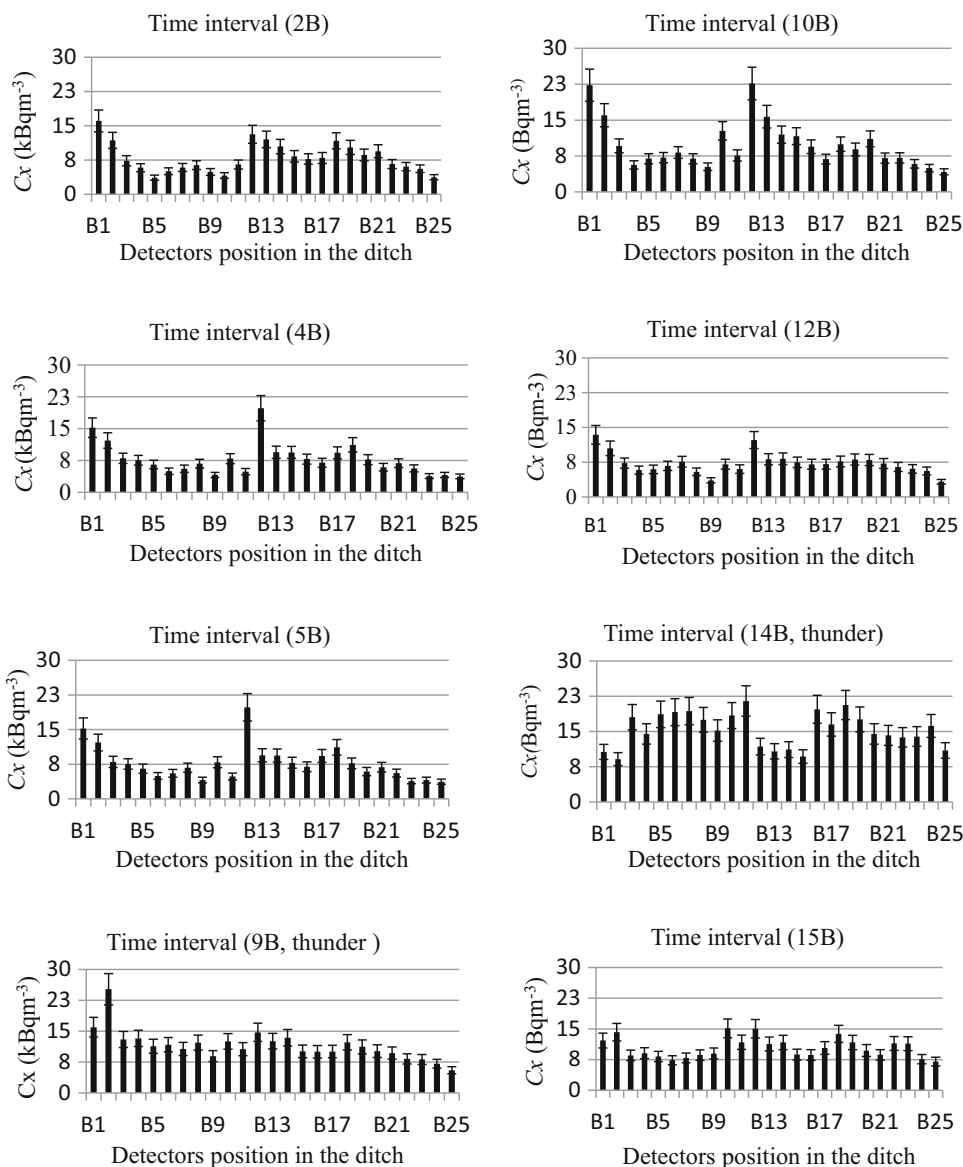 Time interval (2B)
30
23
15
8
0
Cx (kBqm-3)
B1 B5 B9 B13 B17 B21 B25
Detectors position in the ditch
Time interval (10B)
30
23
15
8
0
Cx (Bqm-3)
B1 B5 B9 B13 B17 B21 B25
Detectors positon in the ditch
Time interval (4B)
30
23
15
8
0
Cx (kBqm-3)
B1 B5 B9 B13 B17 B21 B25
Detectors position in the ditch
Time interval (12B)
30
23
15
8
0
Cx (Bqm-3)
B1 B5 B9 B13 B17 B21 B25
Detectors position in the ditch
Time interval (5B)
30
23
15
8
0
Cx (kBqm-3)
B1 B5 B9 B13 B17 B21 B25
Detectors position in the ditch
Time interval (14B, thunder)
30
23
15
8
0
Cx(Bqm-3)
B1 B5 B9 B13 B17 B21 B25
Detectors position in the ditch
Time interval (9B, thunder )
30
23
15
8
0
Cx (kBqm-3)
B1 B5 B9 B13 B17 B21 B25
Detectors position in the ditch
Time interval (15B)
30
23
15
8
0
Cx (Bqm-3)
B1 B5 B9 B13 B17 B21 B25
Detectors position in the ditch